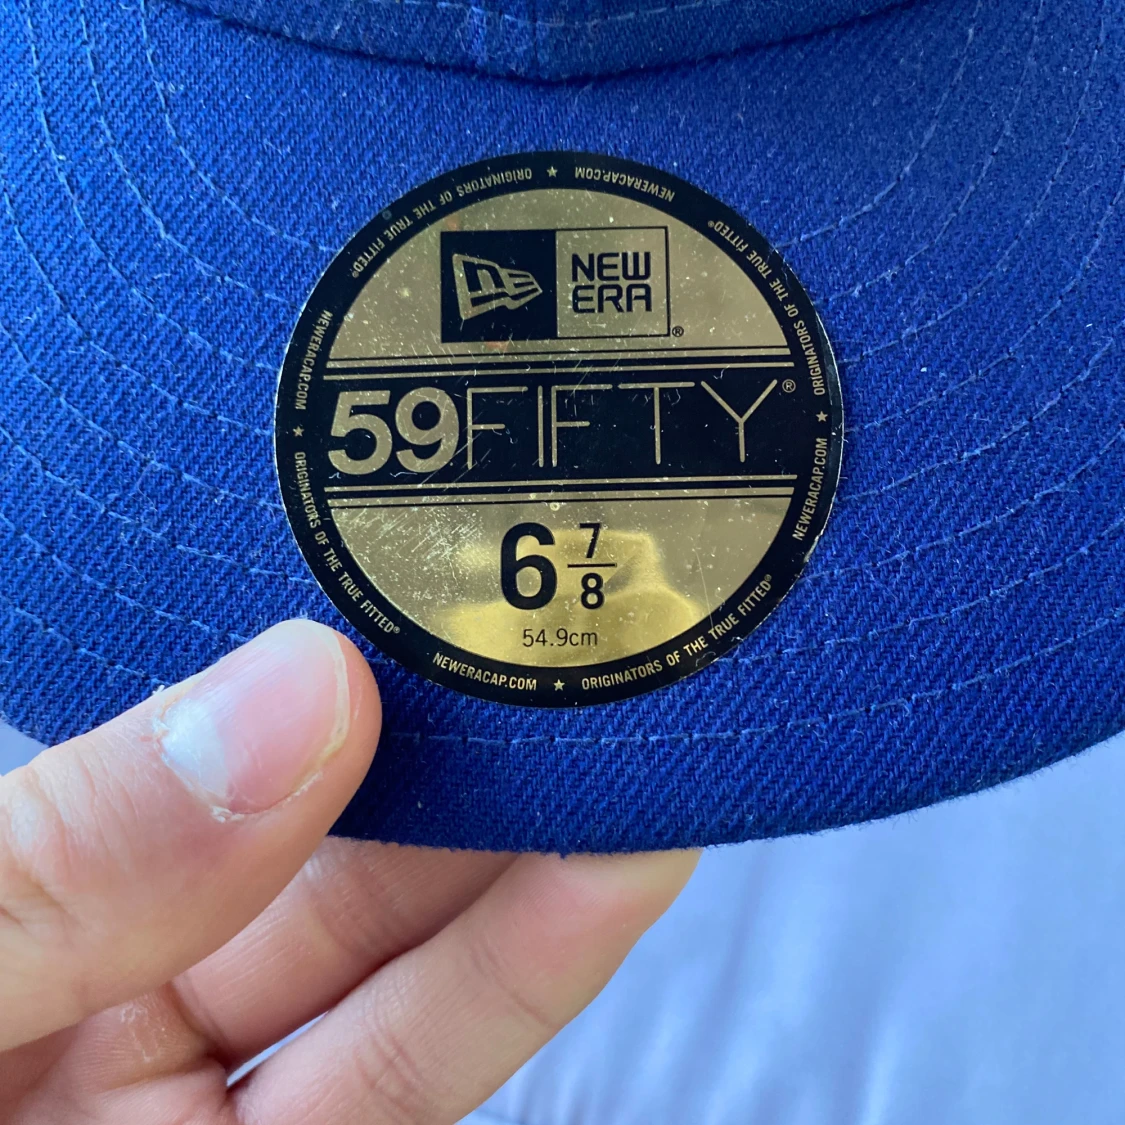 NEW
ERA®
59FIFTY®
6 7/8
54.9cm
ORIGINATORS OF THE TRUE FITTED® ★ NEWERACAP.COM
ORIGINATORS OF THE TRUE FITTED® ★ NEWERACAP.COM
ORIGINATORS OF THE TRUE FITTED® ★ NEWERACAP.COM
ORIGINATORS OF THE TRUE FITTED® ★ NEWERACAP.COM